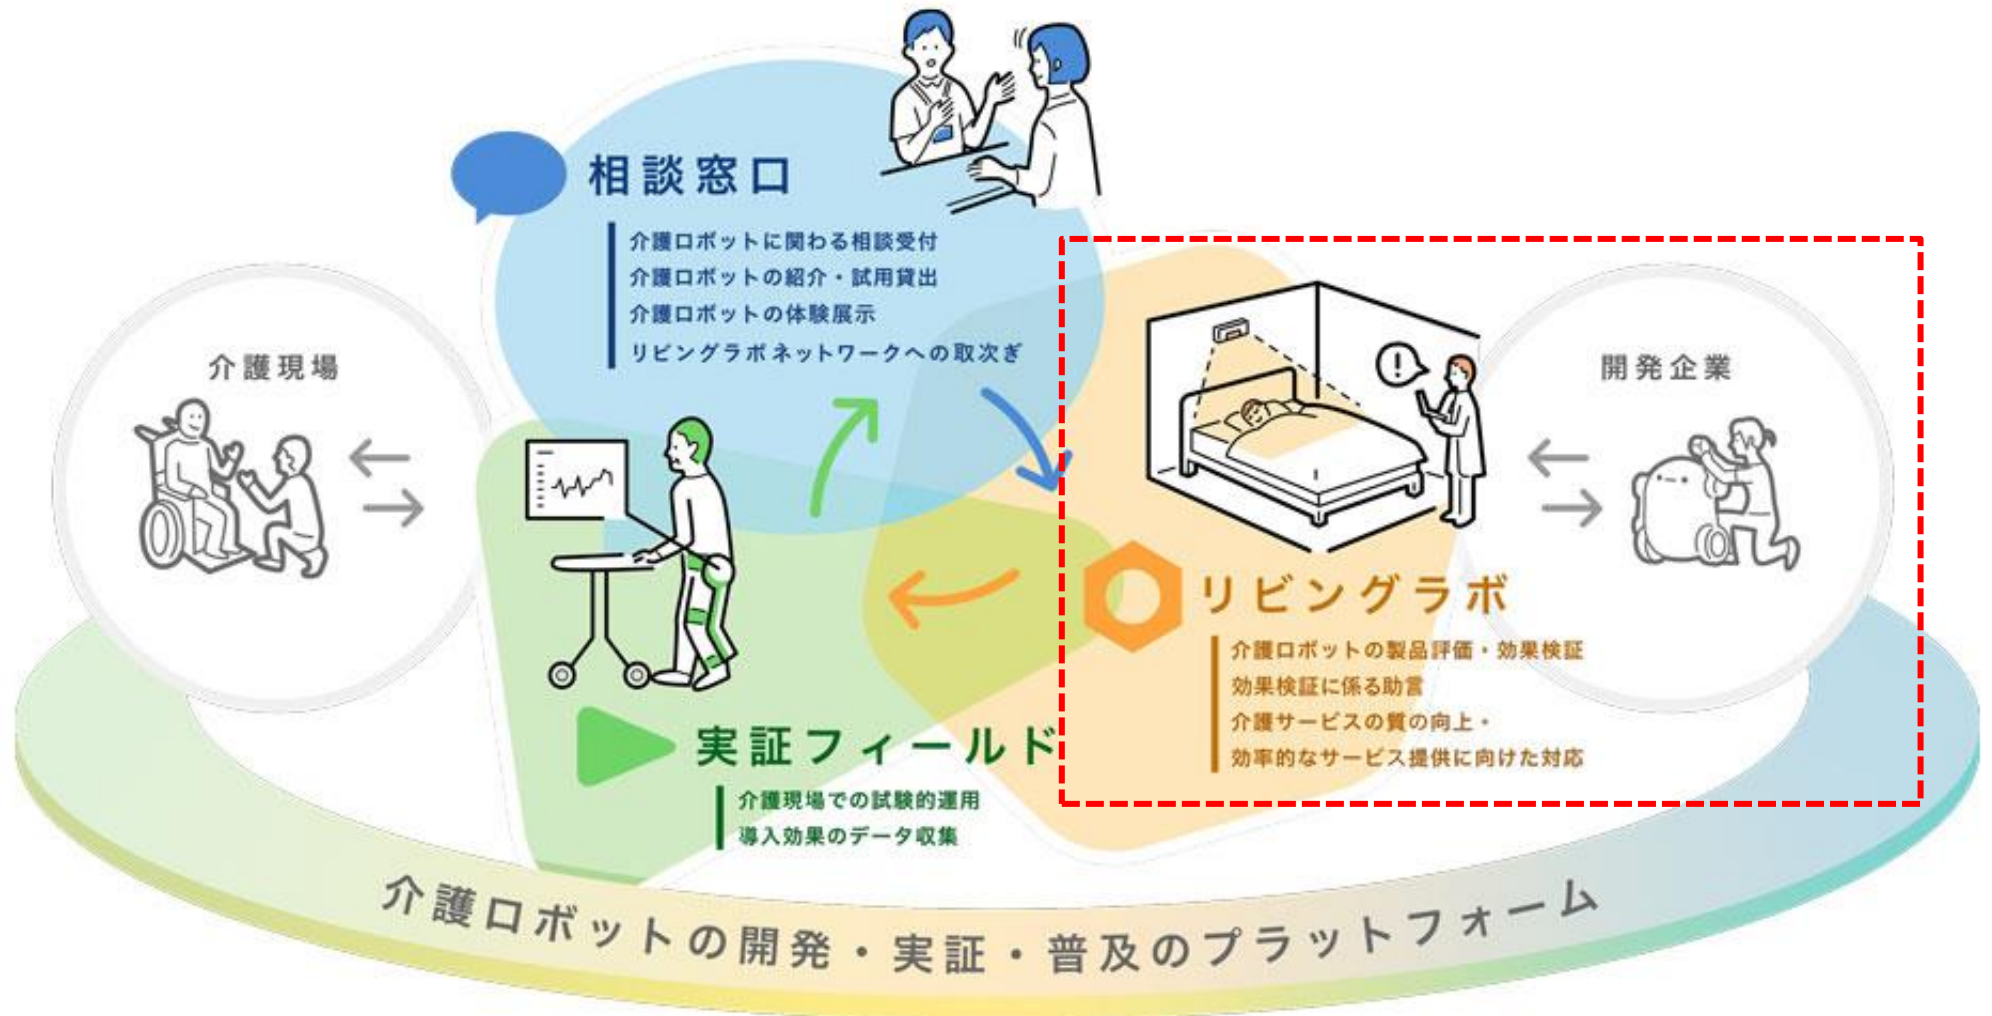 相談窓口
介護ロボットに関わる相談受付
介護ロボットの紹介・試用貸出
介護ロボットの体験展示
リビングラボネットワークへの取次ぎ
介護現場
開発企業
!
リビングラボ
介護ロボットの製品評価・効果検証
効果検証に係る助言
介護サービスの質の向上・
効率的なサービス提供に向けた対応
実証フィールド
介護現場での試験的運用
導入効果のデータ収集
介護ロボットの開発・実証・普及のプラットフォーム